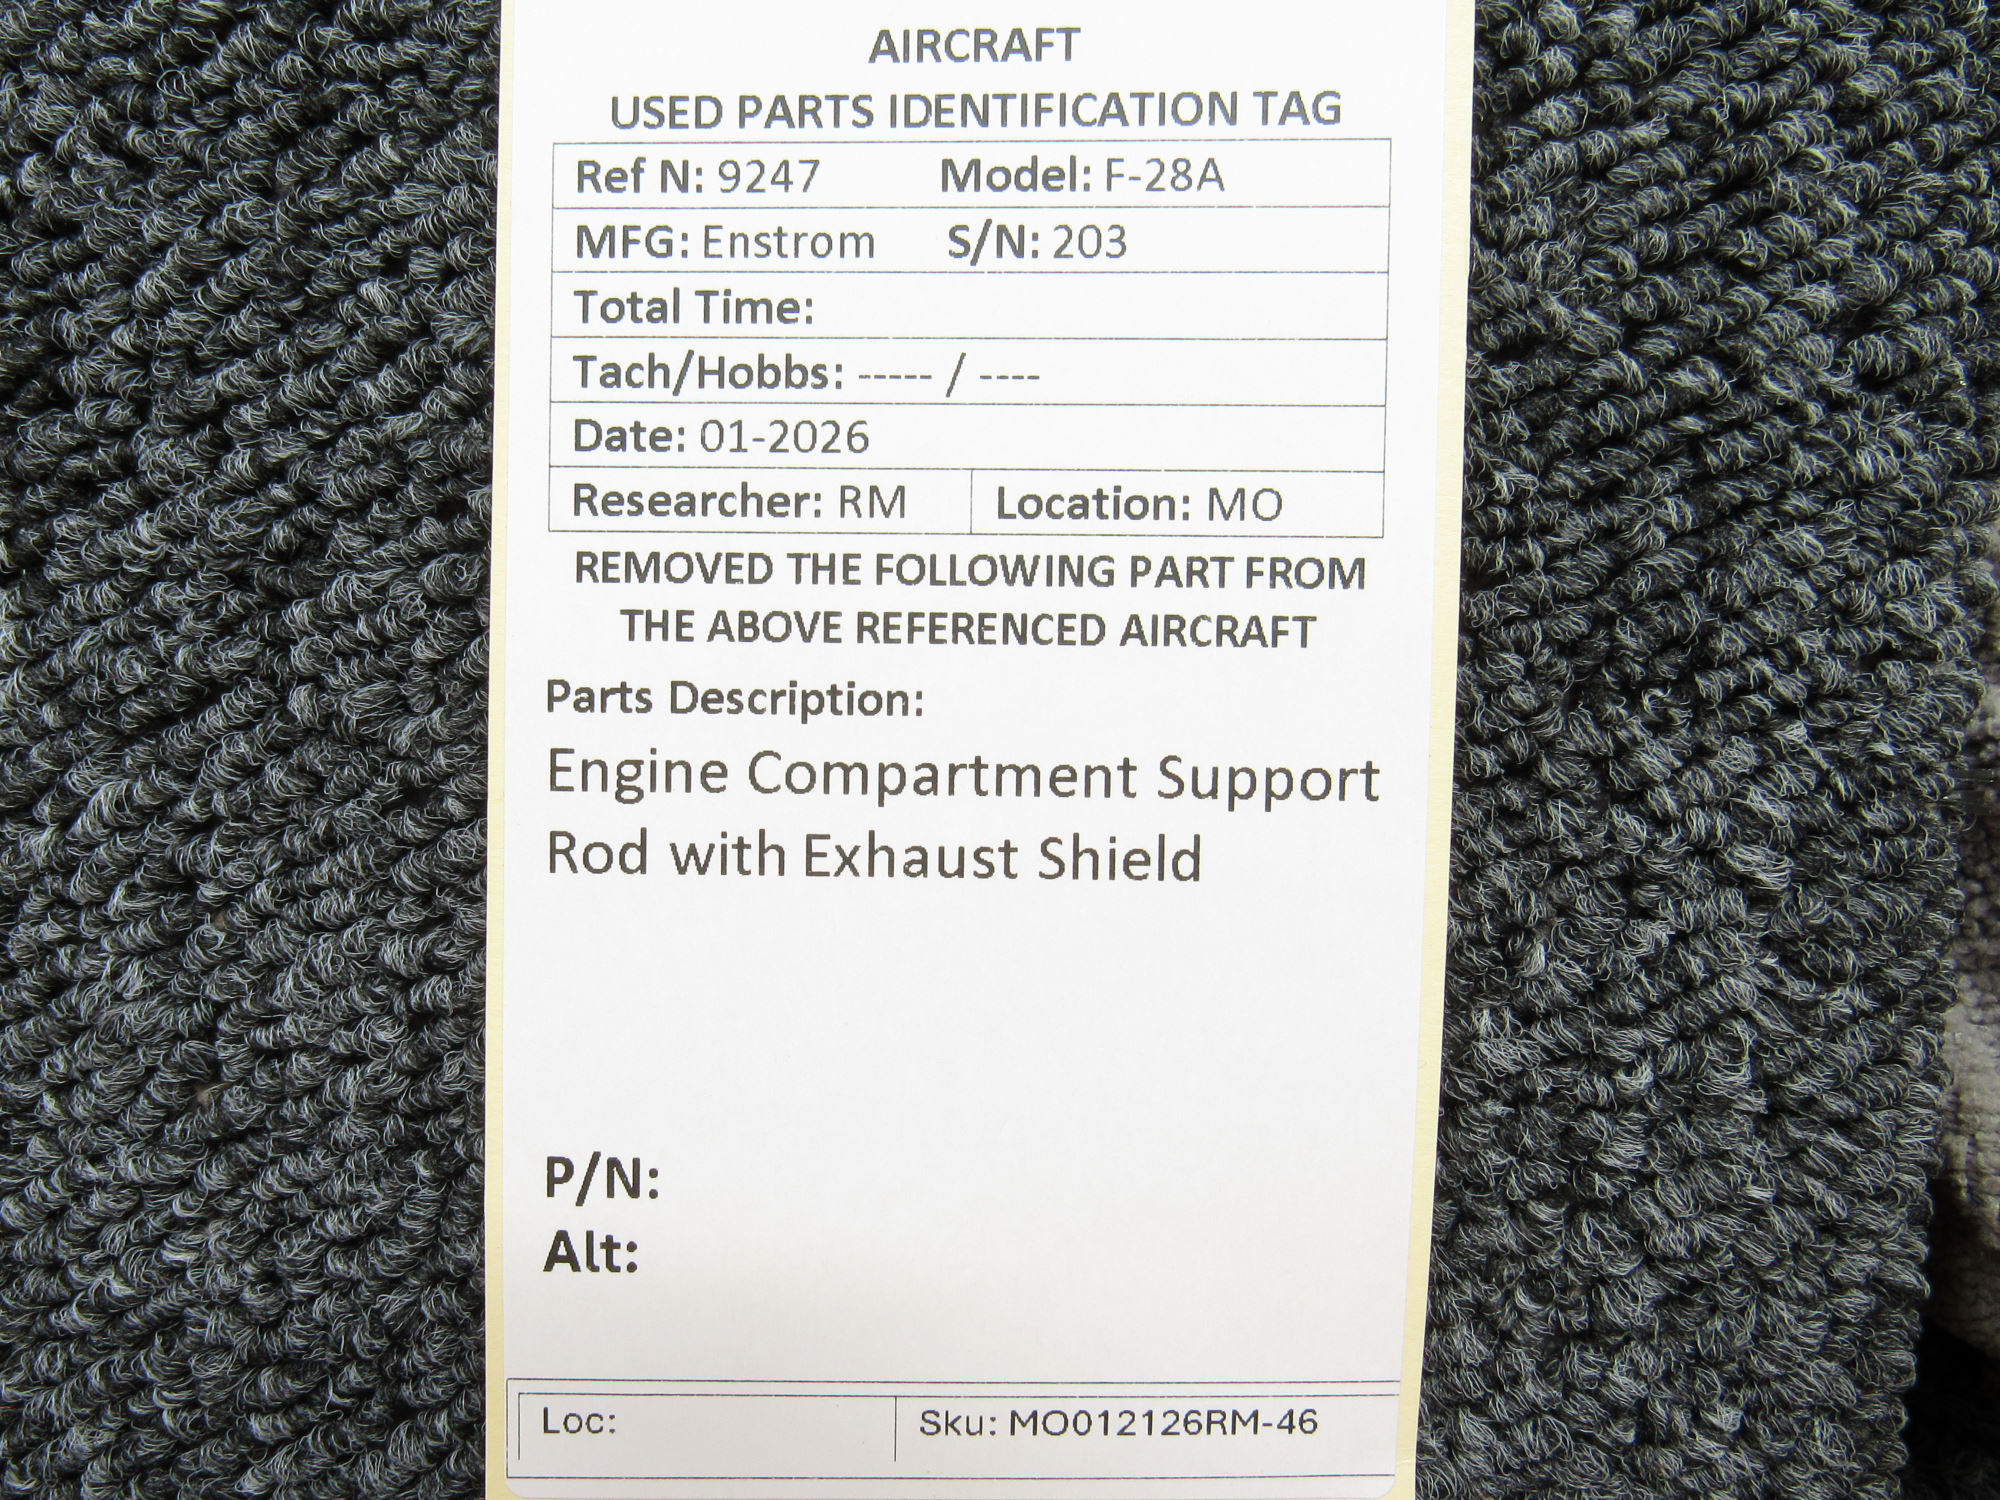 AIRCRAFT
USED PARTS IDENTIFICATION TAG
Ref N: 9247 Model: F-28A
MFG: Enstrom S/N: 203
Total Time:
Tach/Hobbs: ----- / ----
Date: 01-2026
Researcher: RM Location: MO
REMOVED THE FOLLOWING PART FROM
THE ABOVE REFERENCED AIRCRAFT
Parts Description:
Engine Compartment Support
Rod with Exhaust Shield
P/N:
Alt:
Loc: Sku: MO012126RM-46